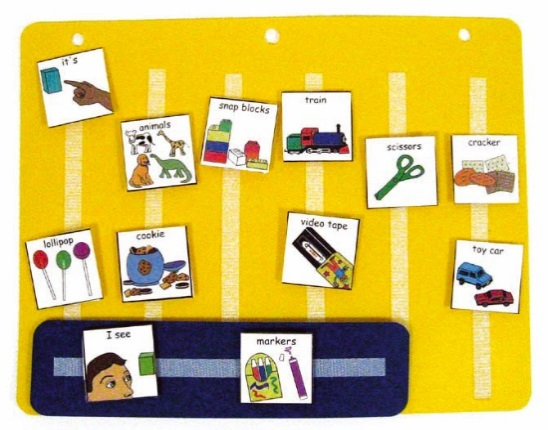 it's
animals
snap blocks
train
scissors
cracker
lollipop
cookie
video tape
toy car
I see
markers